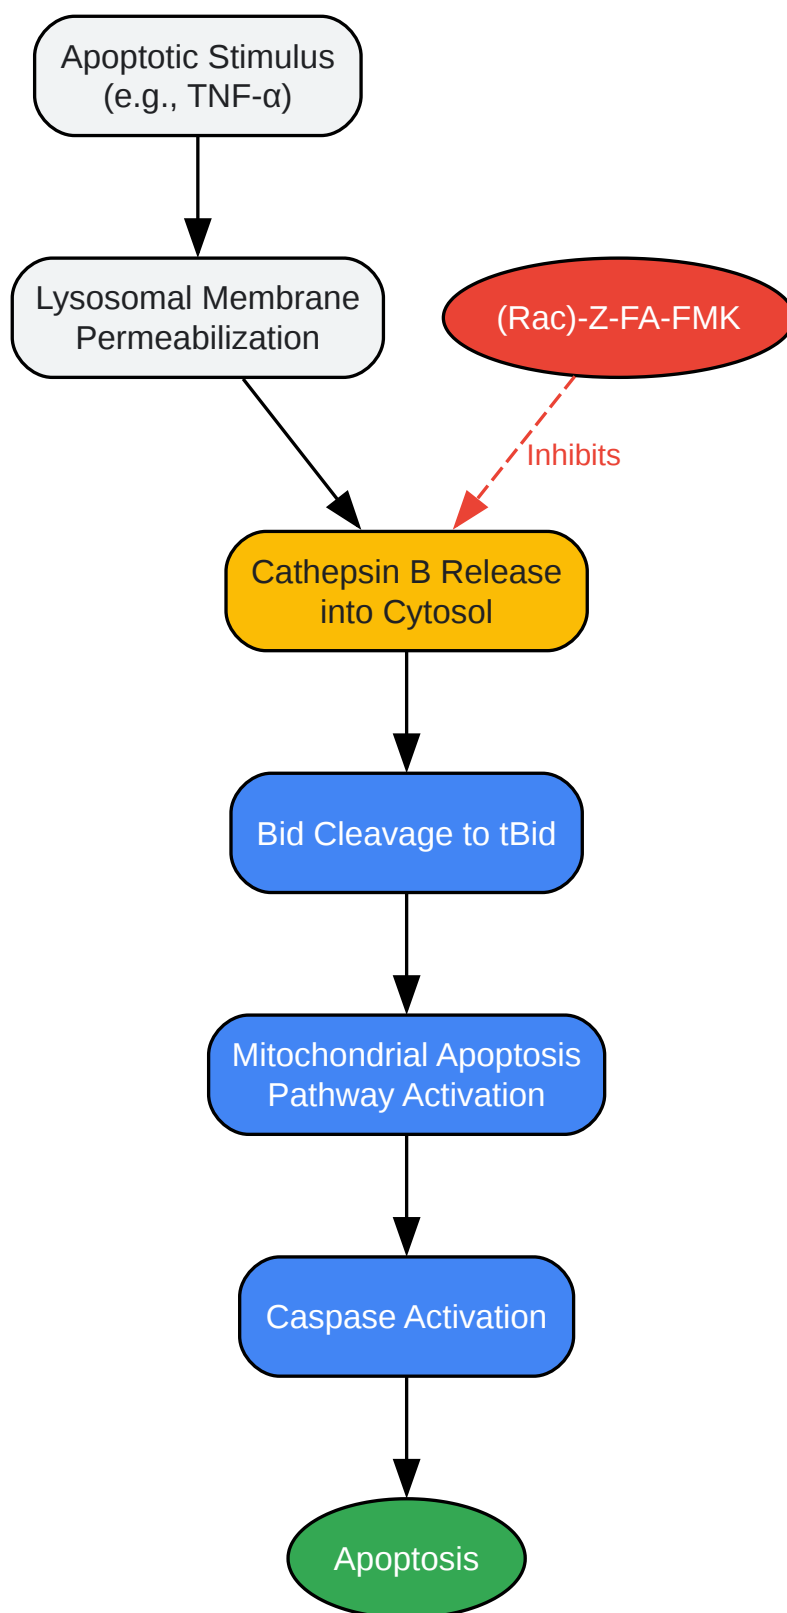 Apoptotic Stimulus
(e.g., TNF-α)
Lysosomal Membrane
Permeabilization
(Rac)-Z-FA-FMK
Inhibits
Cathepsin B Release
into Cytosol
Bid Cleavage to tBid
Mitochondrial Apoptosis
Pathway Activation
Caspase Activation
Apoptosis